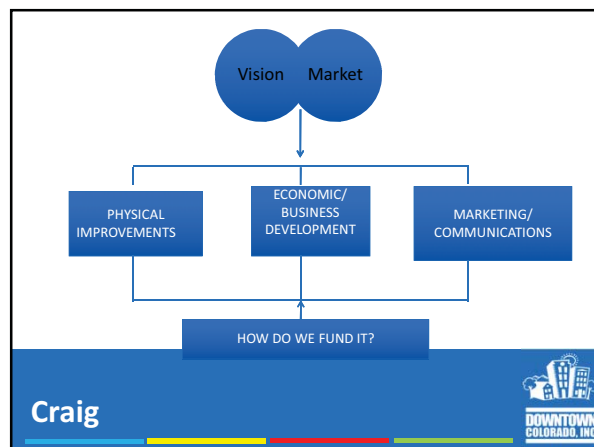 Vision Market
PHYSICAL
IMPROVEMENTS
ECONOMIC/
BUSINESS
DEVELOPMENT
MARKETING/
COMMUNICATIONS
HOW DO WE FUND IT?
Craig
DOWNTOWN
COLORADO, INC.